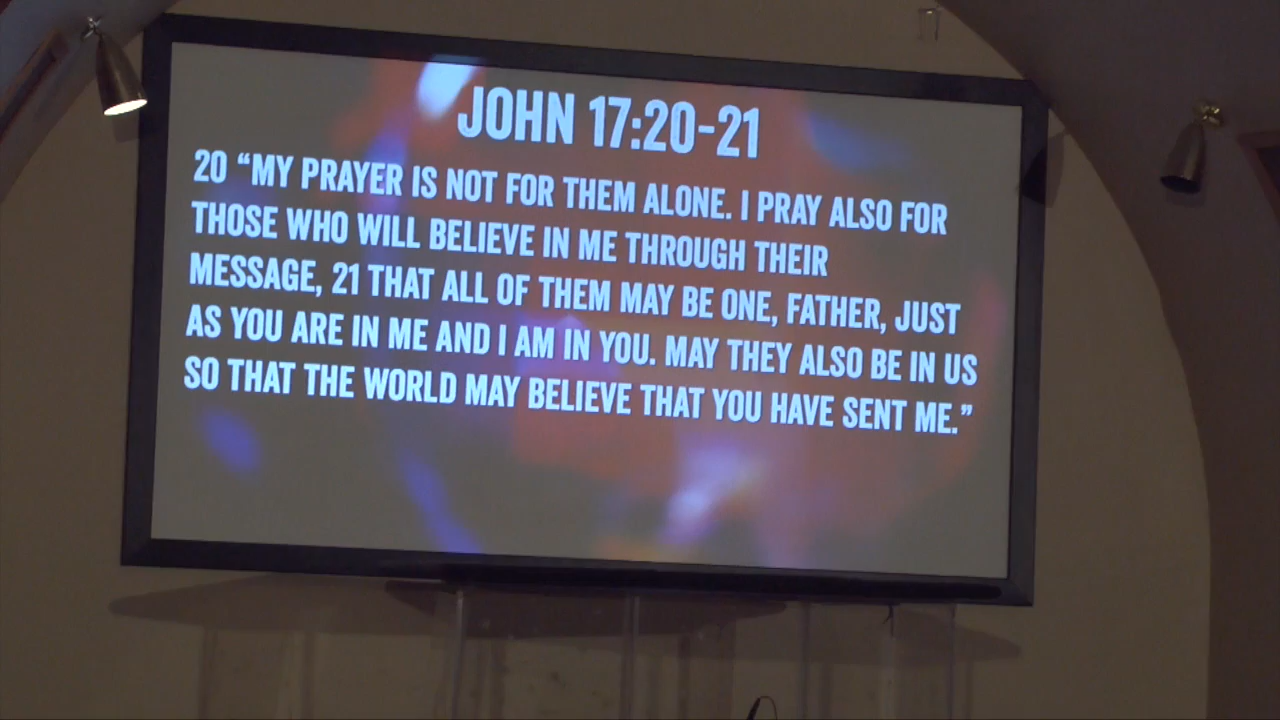 JOHN 17:20-21
20 “MY PRAYER IS NOT FOR THEM ALONE. I PRAY ALSO FOR
THOSE WHO WILL BELIEVE IN ME THROUGH THEIR
MESSAGE, 21 THAT ALL OF THEM MAY BE ONE, FATHER, JUST
AS YOU ARE IN ME AND I AM IN YOU. MAY THEY ALSO BE IN US
SO THAT THE WORLD MAY BELIEVE THAT YOU HAVE SENT ME.”